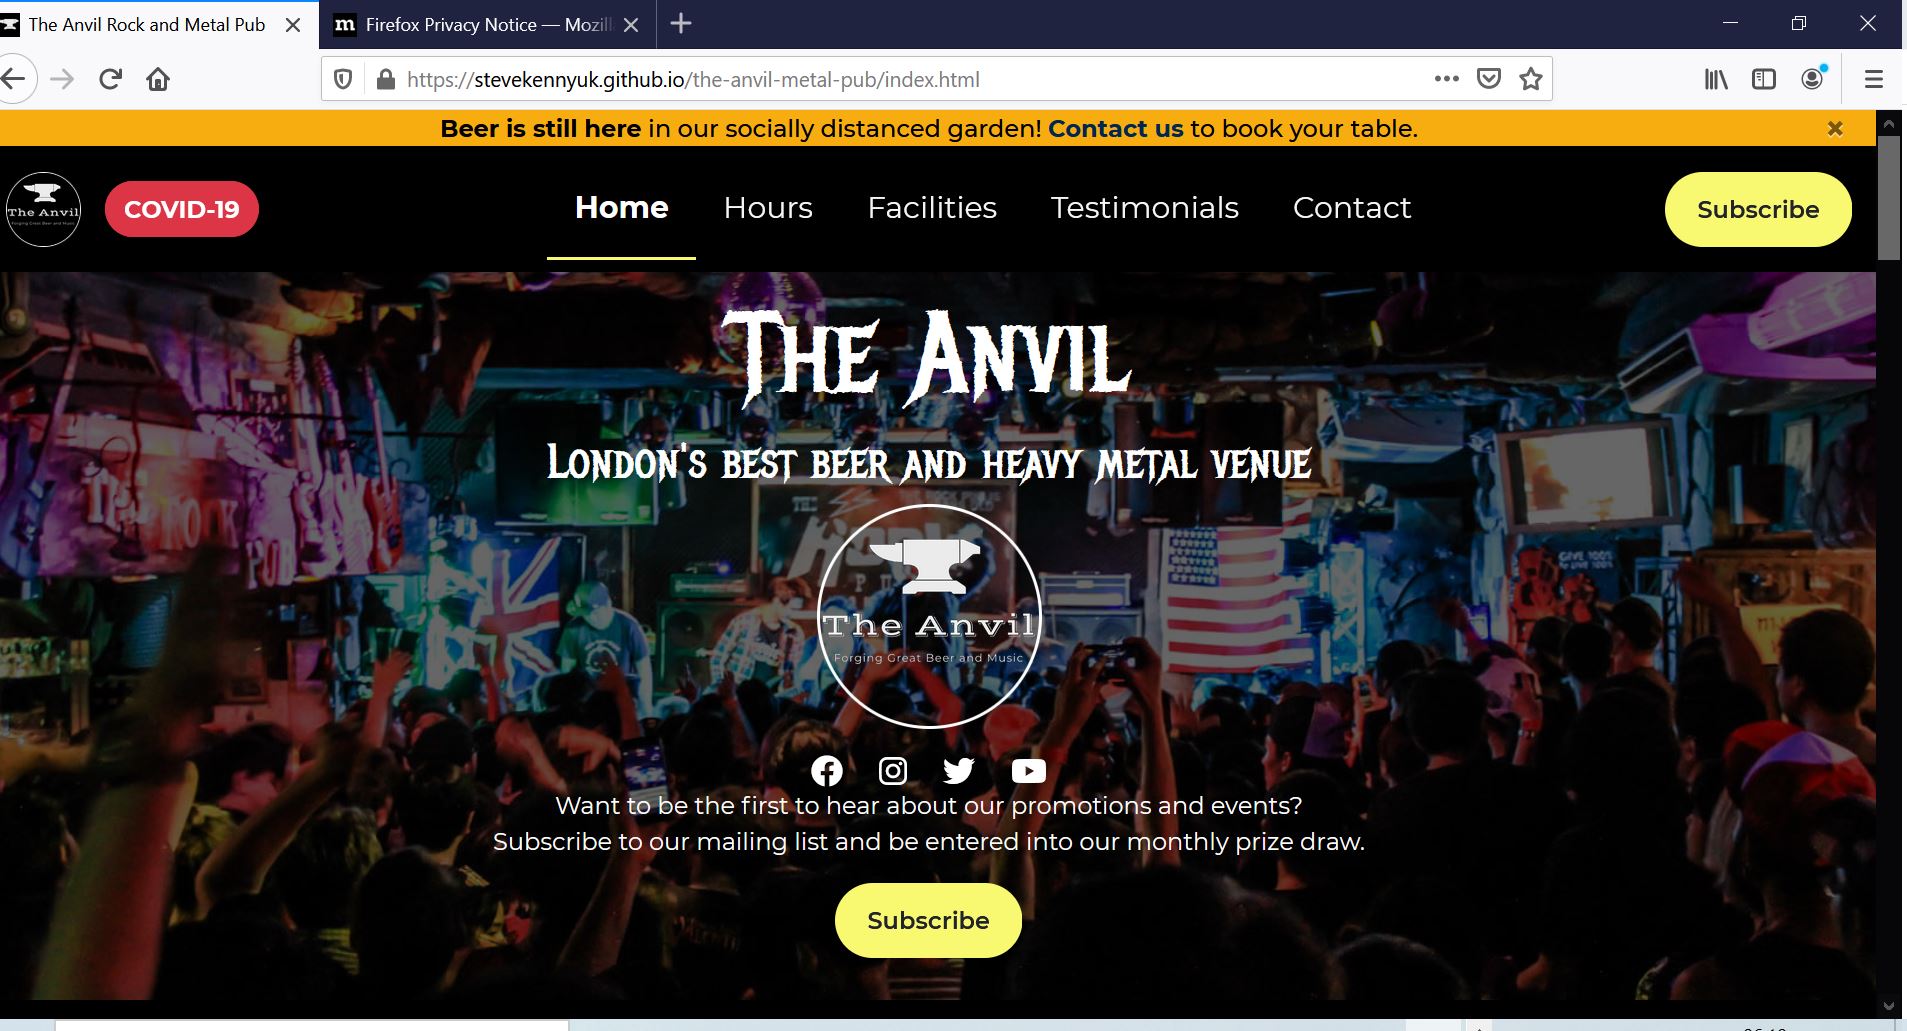 The Anvil Rock and Metal Pub
m Firefox Privacy Notice — Mozill
https://stevekennyuk.github.io/the-anvil-metal-pub/index.html
Beer is still here in our socially distanced garden! Contact us to book your table.
The Anvil
COVID-19
Home Hours Facilities Testimonials Contact
Subscribe
The Anvil
London's best beer and heavy metal venue
The Anvil
Forging Great Beer and Music
Want to be the first to hear about our promotions and events?
Subscribe to our mailing list and be entered into our monthly prize draw.
Subscribe